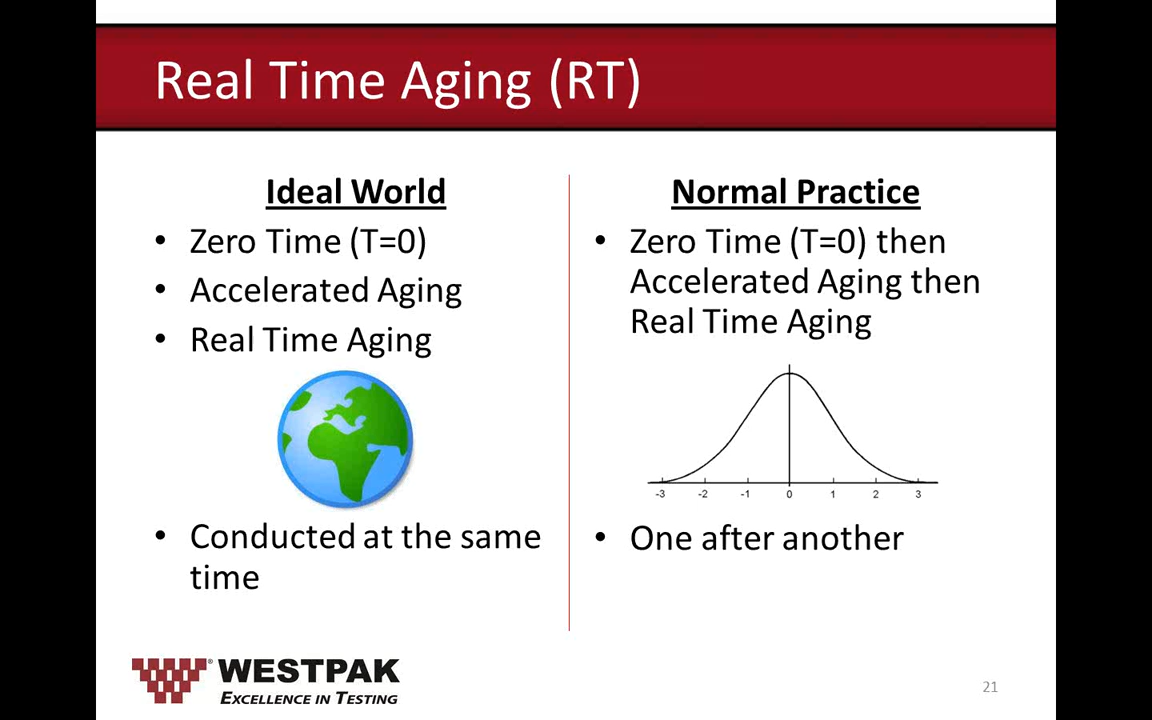 Real Time Aging (RT)
Ideal World
• Zero Time (T=0)
• Accelerated Aging
• Real Time Aging
• Conducted at the same
time
Normal Practice
• Zero Time (T=0) then
Accelerated Aging then
Real Time Aging
-3 -2 -1 0 1 2 3
• One after another
WESTPAK®
EXCELLENCE IN TESTING
21